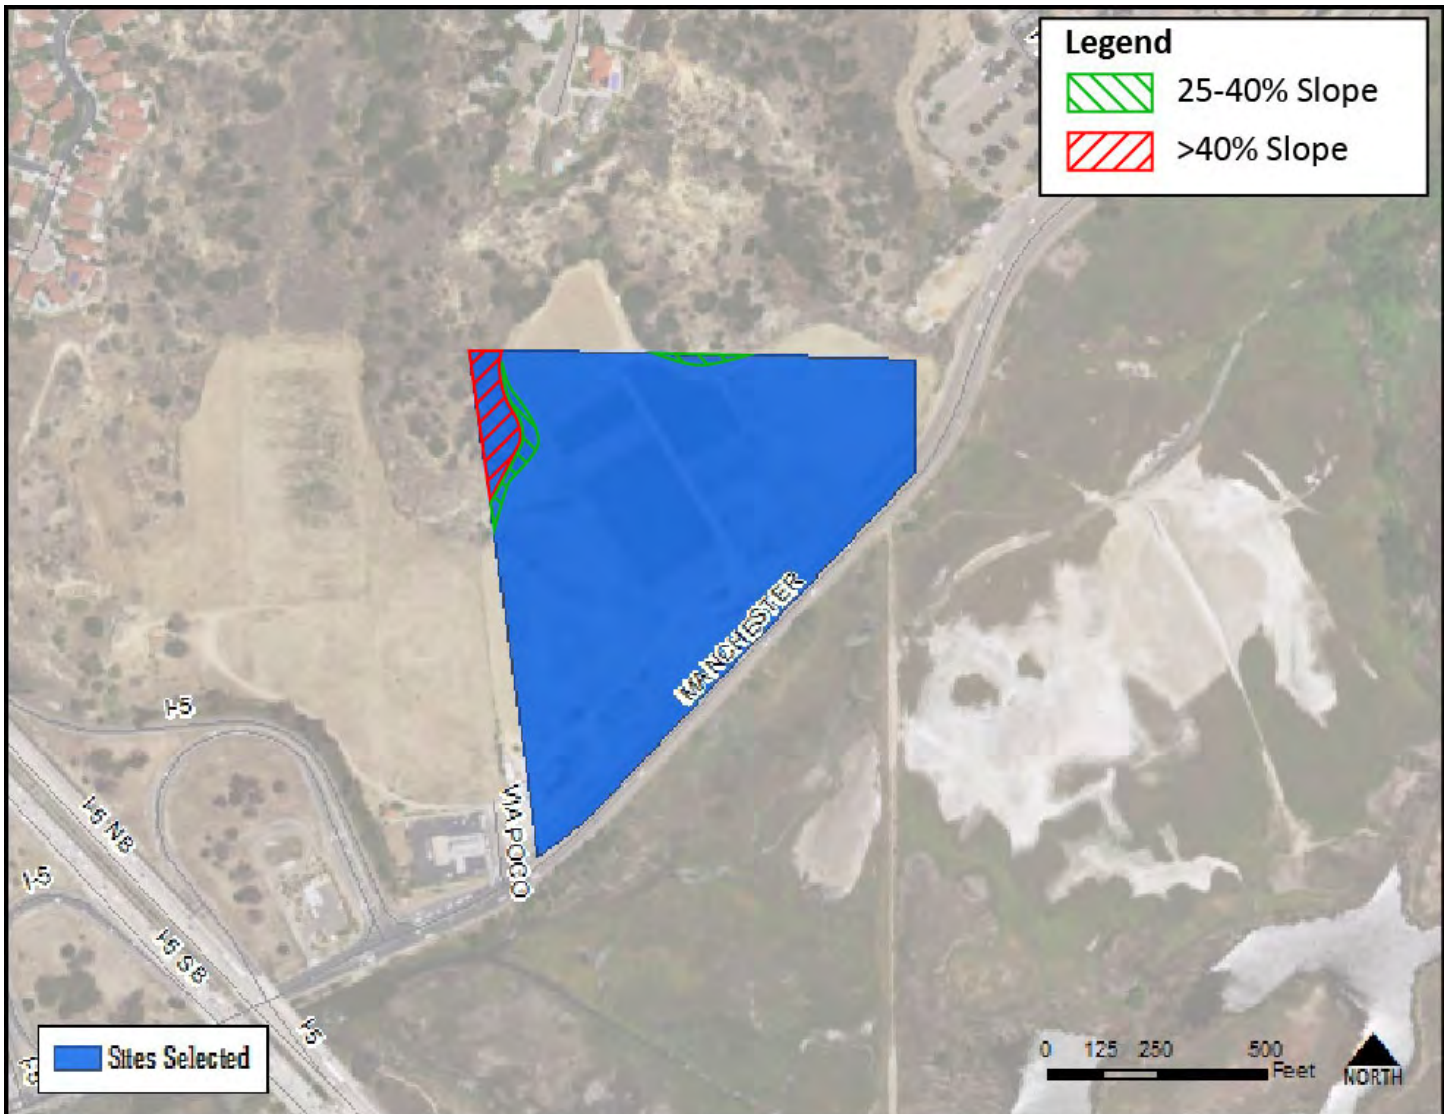 Legend
25-40% Slope
>40% Slope
MANCHESTER
I-5
VIA POCO
I-5 NB
I-5
I-5 SB
I-5
I-5
Sites Selected
0 125 250 500
Feet
NORTH